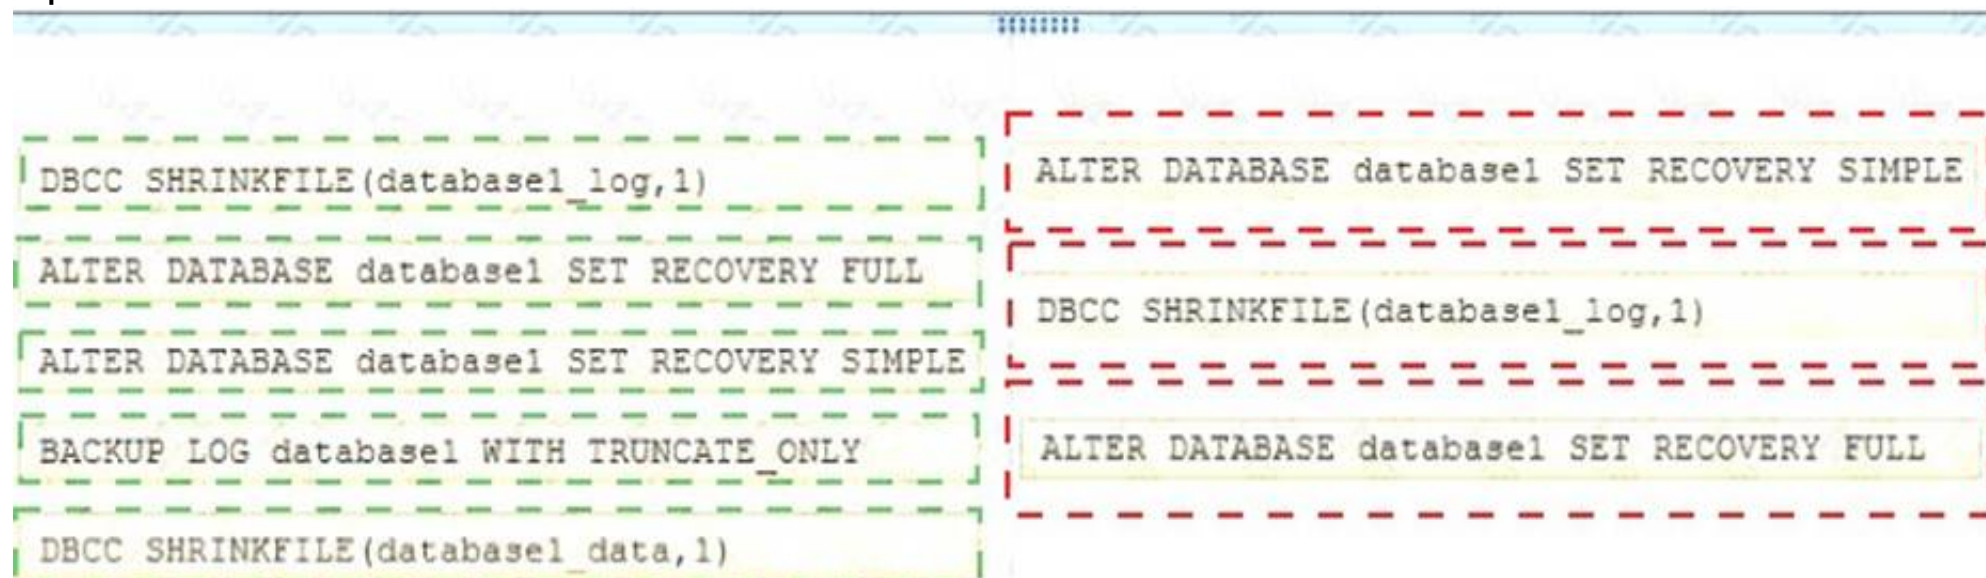 DBCC SHRINKFILE(database1_log,1)
ALTER DATABASE database1 SET RECOVERY FULL
ALTER DATABASE database1 SET RECOVERY SIMPLE
BACKUP LOG database1 WITH TRUNCATE_ONLY
DBCC SHRINKFILE(database1_data,1)
ALTER DATABASE database1 SET RECOVERY SIMPLE
DBCC SHRINKFILE(database1_log,1)
ALTER DATABASE database1 SET RECOVERY FULL